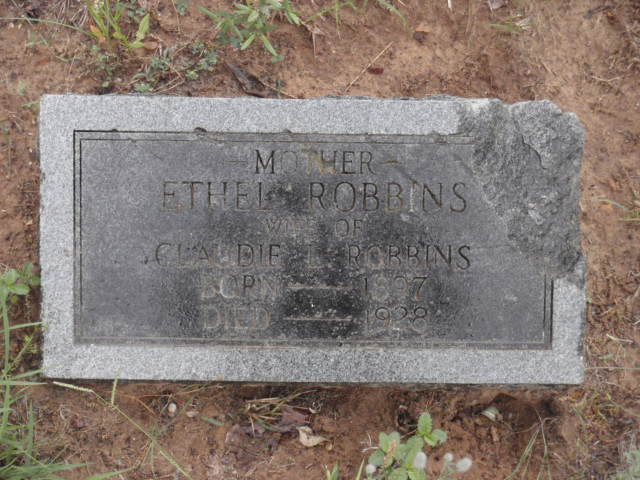 - MOTHER -
ETHEL ROBBINS
WIFE OF
CLAUDIE L. ROBBINS
BORN — 1897
DIED — 1928